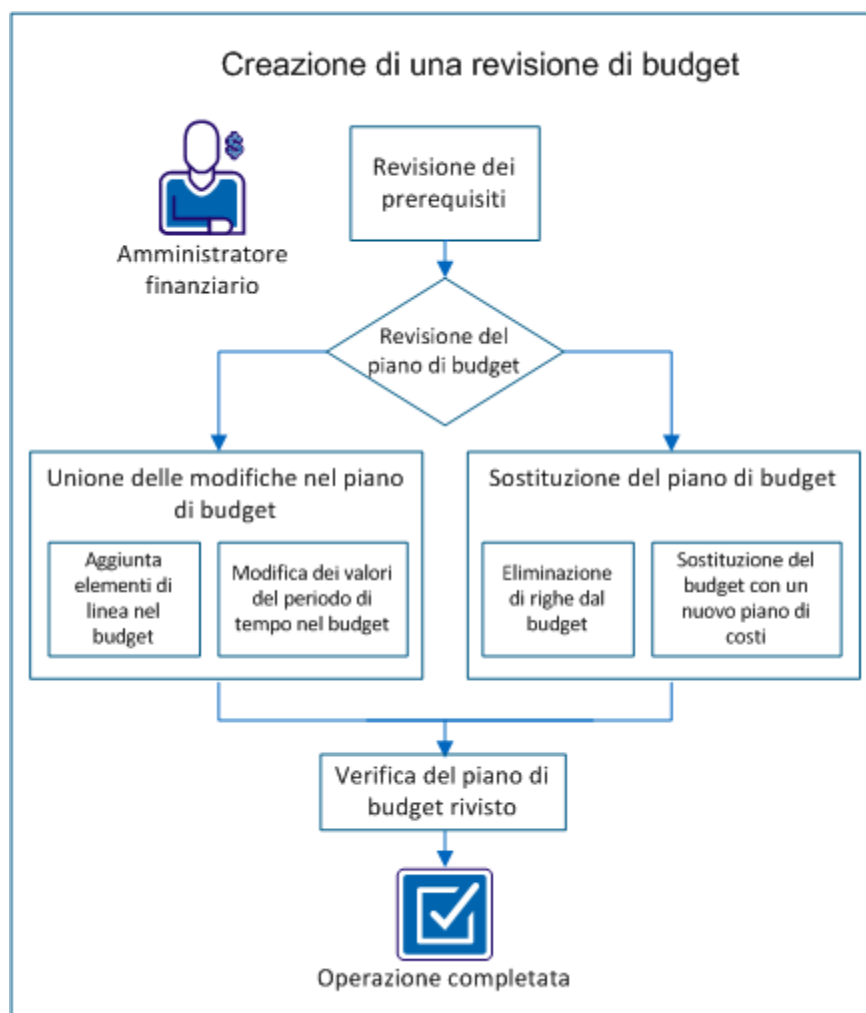 Creazione di una revisione di budget
Revisione dei
prerequisiti
Amministratore
finanziario
Revisione del
piano di budget
Unione delle modifiche nel piano
di budget
Aggiunta
elementi di
linea nel
budget
Modifica dei valori
del periodo di
tempo nel budget
Sostituzione del piano di budget
Eliminazione
di righe dal
budget
Sostituzione del
budget con un
nuovo piano di
costi
Verifica del piano di
budget rivisto
Operazione completata